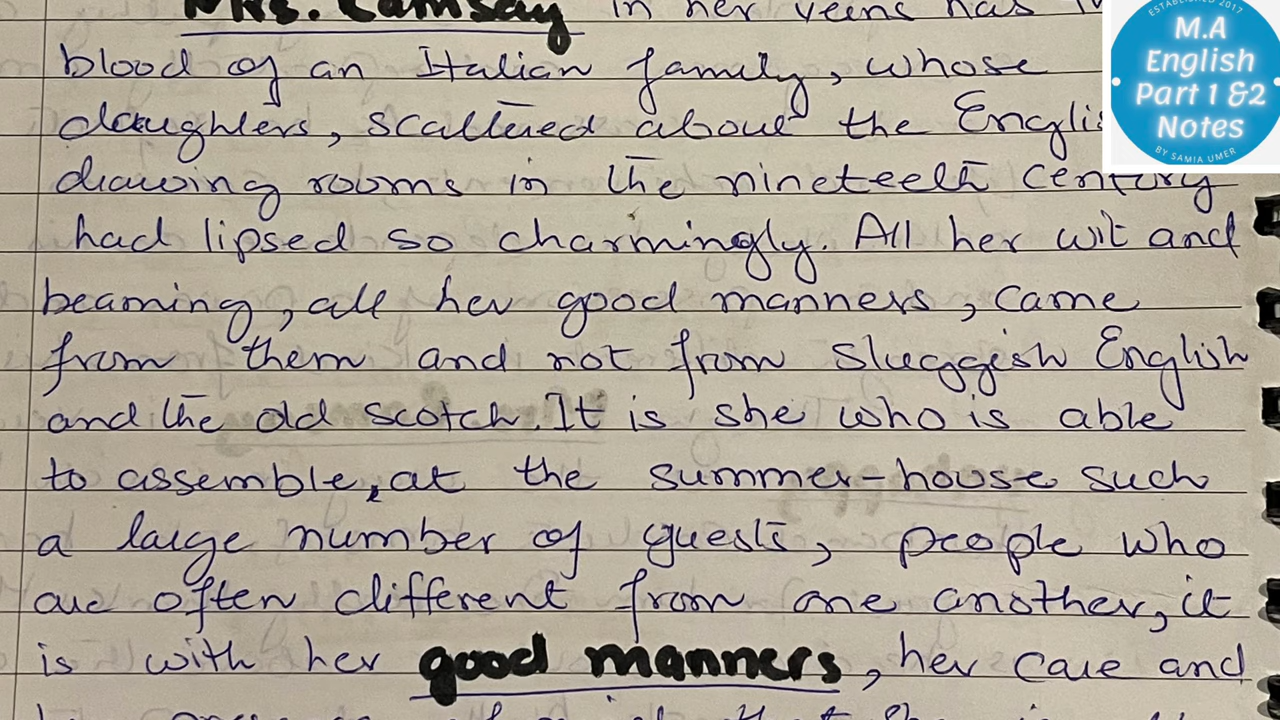 Mrs. Ramsay in her veins has
blood of an Italian family, whose
daughters, scattered about the Englis
drawing rooms in the nineteeth century
had lipsed so charmingly. All her wit and
beaming, all her good manners, came
from them and not from sluggish English
and the old scotch. It is she who is able
to assemble, at the summer-house such
a large number of guests, people who
are often different from one another, it
is with her good manners, her care and
ESTABLISHED 2017
M.A
English
Part 1 &2
Notes
BY SAMIA UMER